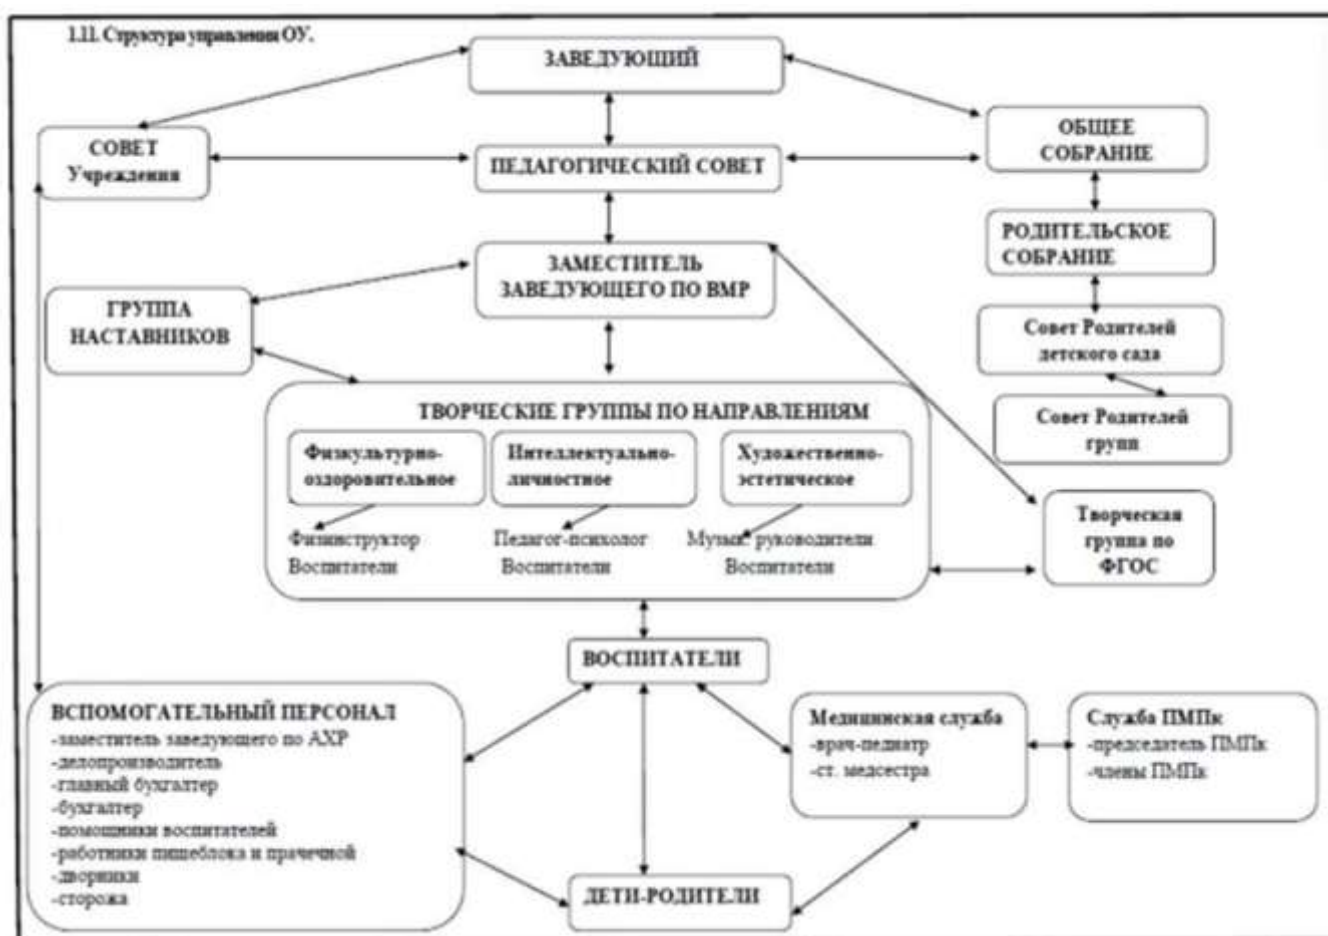 1.11. Структура управления ОУ.
ЗАВЕДУЮЩИЙ
СОВЕТ
Учреждения
ПЕДАГОГИЧЕСКИЙ СОВЕТ
ОБЩЕЕ
СОБРАНИЕ
РОДИТЕЛЬСКОЕ
СОБРАНИЕ
ЗАМЕСТИТЕЛЬ
ЗАВЕДУЮЩЕГО ПО ВМР
ГРУППА
НАСТАВНИКОВ
Совет Родителей
детского сада
Совет Родителей
групп
ТВОРЧЕСКИЕ ГРУППЫ ПО НАПРАВЛЕНИЯМ
Физкультурно-
оздоровительное
Интеллектуально-
личностное
Художественно-
эстетическое
Физинструктор
Воспитатели
Педагог-психолог
Воспитатели
Музык. руководители
Воспитатели
Творческая
группа по
ФГОС
ВОСПИТАТЕЛИ
ВСПОМОГАТЕЛЬНЫЙ ПЕРСОНАЛ
-заместитель заведующего по АХР
-делопроизводитель
-главный бухгалтер
-бухгалтер
-помощники воспитателей
-работники пищеблока и прачечной
-дворники
-сторожа
Медицинская служба
-врач-педиатр
-ст. медсестра
Служба ПМПк
-председатель ПМПк
-члены ПМПк
ДЕТИ-РОДИТЕЛИ